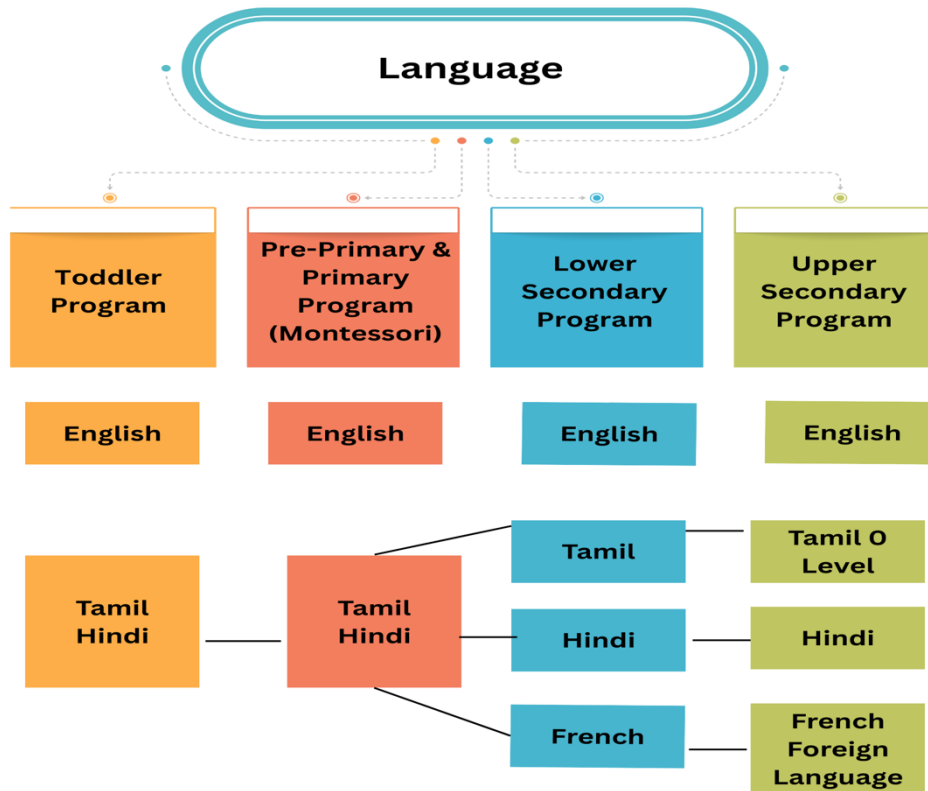 Language
Toddler
Program
Pre-Primary &
Primary
Program
(Montessori)
Lower
Secondary
Program
Upper
Secondary
Program
English
English
English
English
Tamil
Hindi
Tamil
Hindi
Tamil
Hindi
French
Tamil O
Level
Hindi
French
Foreign
Language